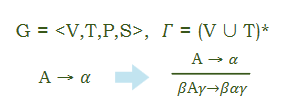 G = <V,T,P,S>, Γ = (V ∪ T)*
A → α
A → α
βAγ→βαγ